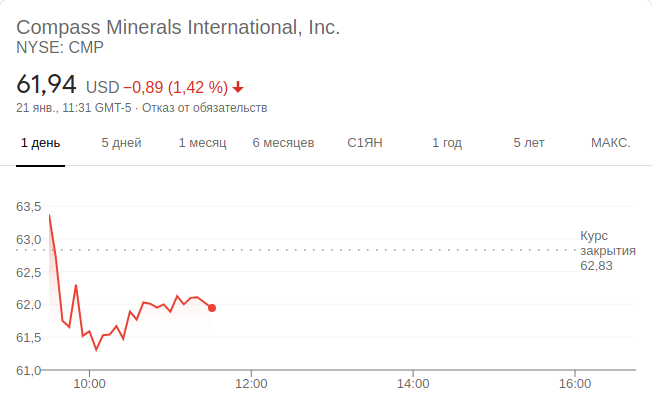 Compass Minerals International, Inc.
NYSE: CMP
61,94 USD −0,89 (1,42 %)
21 янв., 11:31 GMT-5 · Отказ от обязательств
1 день 5 дней 1 месяц 6 месяцев С1ЯН 1 год 5 лет МАКС.
63,5
63,0
62,5
62,0
61,5
61,0
Курс
закрытия
62,83
10:00 12:00 14:00 16:00